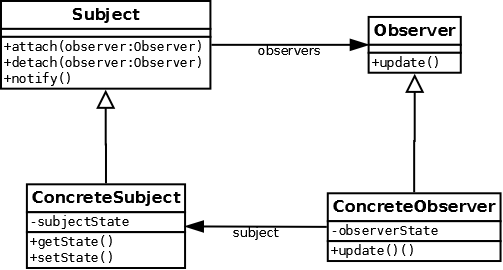 Subject
+attach(observer:Observer)
+detach(observer:Observer)
+notify()
observers
Observer
+update()
ConcreteSubject
-subjectState
+getState()
+setState()
subject
ConcreteObserver
-observerState
+update()()